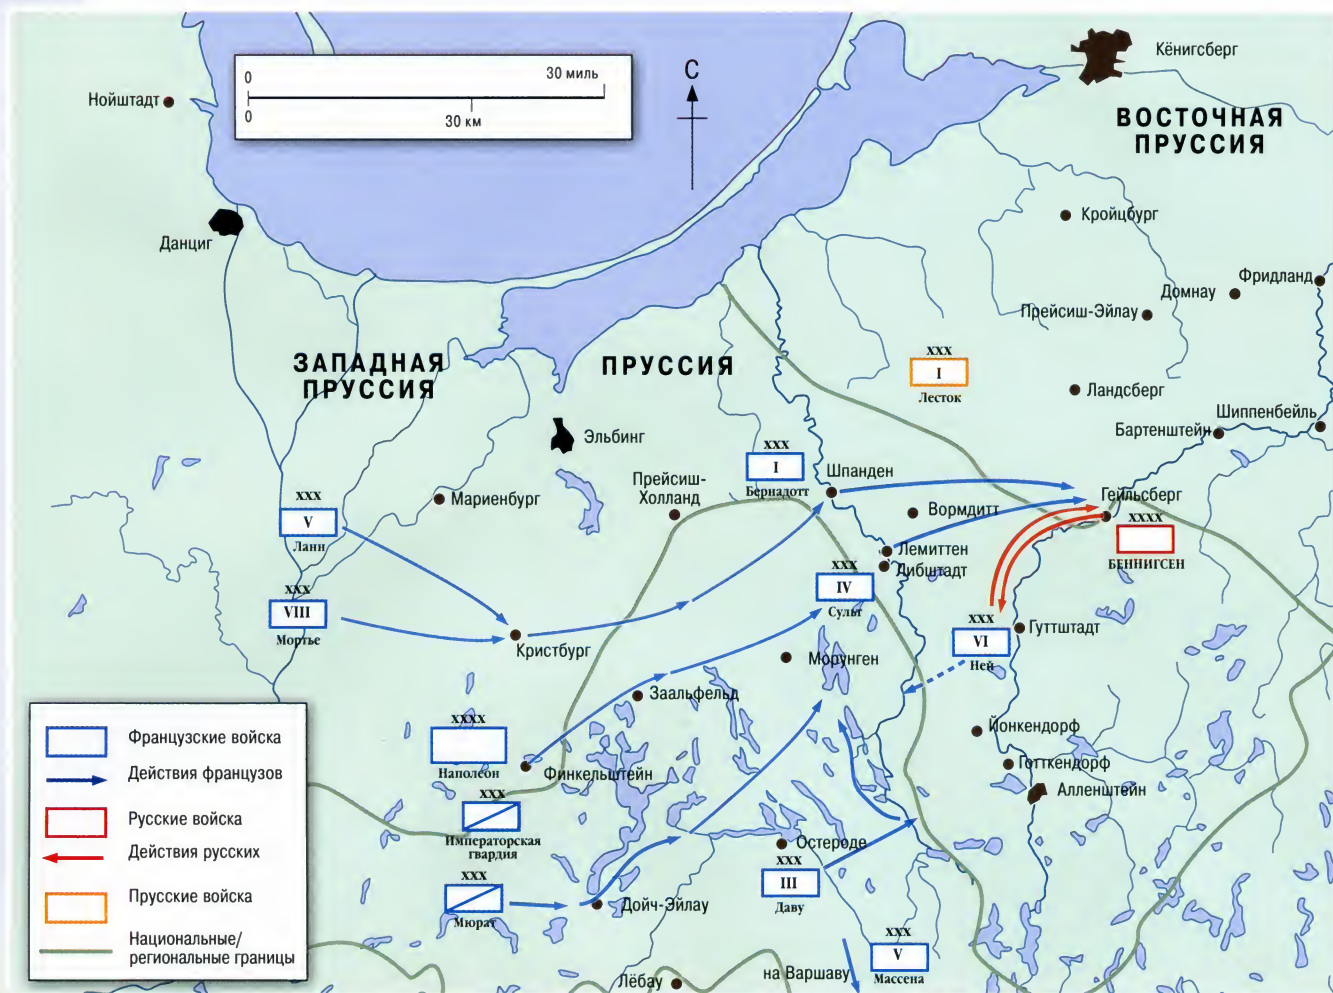 0
30 миль
0
30 км
С
Кёнигсберг
ВОСТОЧНАЯ
ПРУССИЯ
Нойштадт
Данциг
Кройцбург
Фридланд
Домнау
Прейсиш-Эйлау
ЗАПАДНАЯ
ПРУССИЯ
ПРУССИЯ
XXX
I
Лесток
Ландсберг
Шиппенбейль
Бартенштейн
Эльбинг
XXX
I
Бернадотт
Шпанден
Прейсиш-
Холланд
Мариенбург
XXX
V
Ланн
Гейльсберг
XXXX
БЕННИГСЕН
Вормдитт
Лемиттен
Либштадт
XXX
IV
Сульт
XXX
VIII
Мортье
Кристбург
XXX
VI
Ней
Гуттштадт
Морунген
Заальфельд
XXXX
Наполеон
Финкельштейн
Йонкендорф
Готткендорф
Алленштейн
XXX
Императорская
гвардия
Остероде
XXX
III
Даву
XXX
Мюрат
Дойч-Эйлау
XXX
V
Массена
на Варшаву
Лёбау
Французские войска
Действия французов
Русские войска
Действия русских
Прусские войска
Национальные/
региональные границы